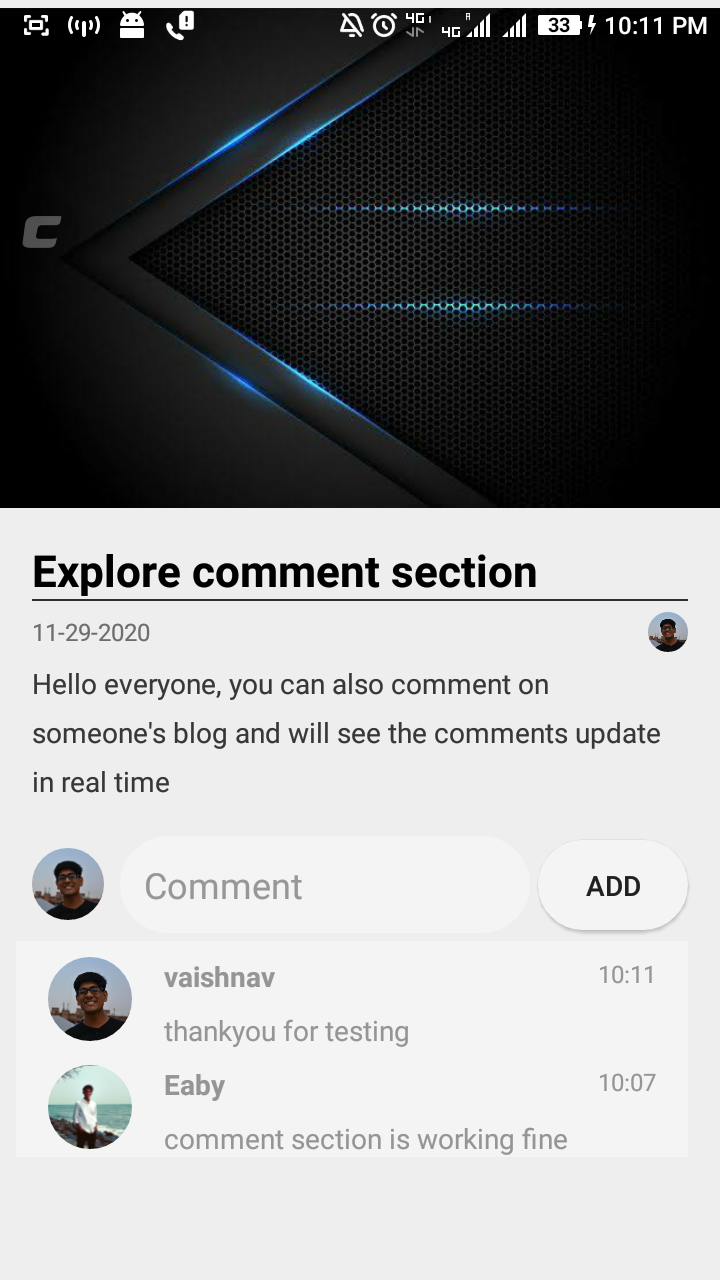 4G R 4G 33 10:11 PM
Explore comment section
11-29-2020
Hello everyone, you can also comment on
someone's blog and will see the comments update
in real time
Comment ADD
vaishnav 10:11
thankyou for testing
Eaby 10:07
comment section is working fine